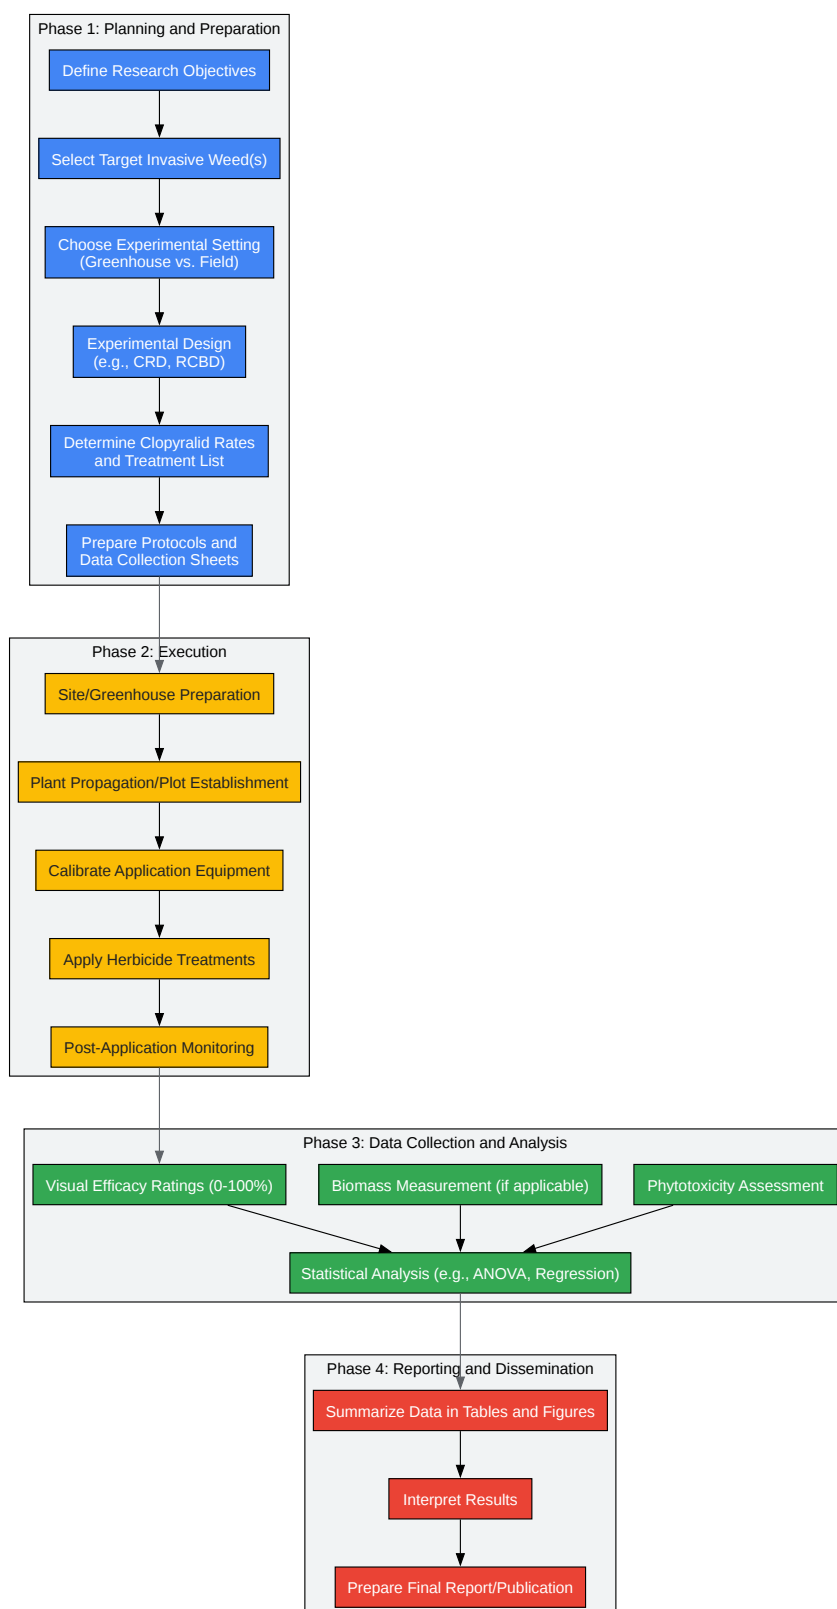 Phase 1: Planning and Preparation
Define Research Objectives
Select Target Invasive Weed(s)
Choose Experimental Setting
(Greenhouse vs. Field)
Experimental Design
(e.g., CRD, RCBD)
Determine Clopyralid Rates
and Treatment List
Prepare Protocols and
Data Collection Sheets
Phase 2: Execution
Site/Greenhouse Preparation
Plant Propagation/Plot Establishment
Calibrate Application Equipment
Apply Herbicide Treatments
Post-Application Monitoring
Phase 3: Data Collection and Analysis
Visual Efficacy Ratings (0-100%)
Biomass Measurement (if applicable)
Phytotoxicity Assessment
Statistical Analysis (e.g., ANOVA, Regression)
Phase 4: Reporting and Dissemination
Summarize Data in Tables and Figures
Interpret Results
Prepare Final Report/Publication